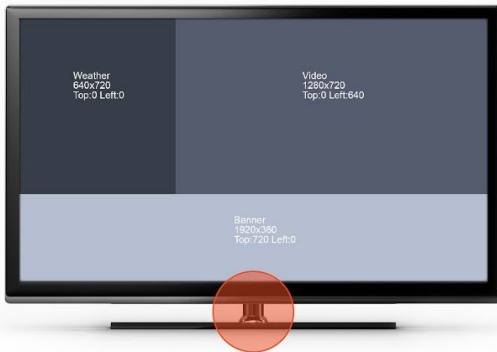 Weather
640x720
Top:0 Left:0
Video
1280x720
Top:0 Left:640
Banner
1920x360
Top:720 Left:0